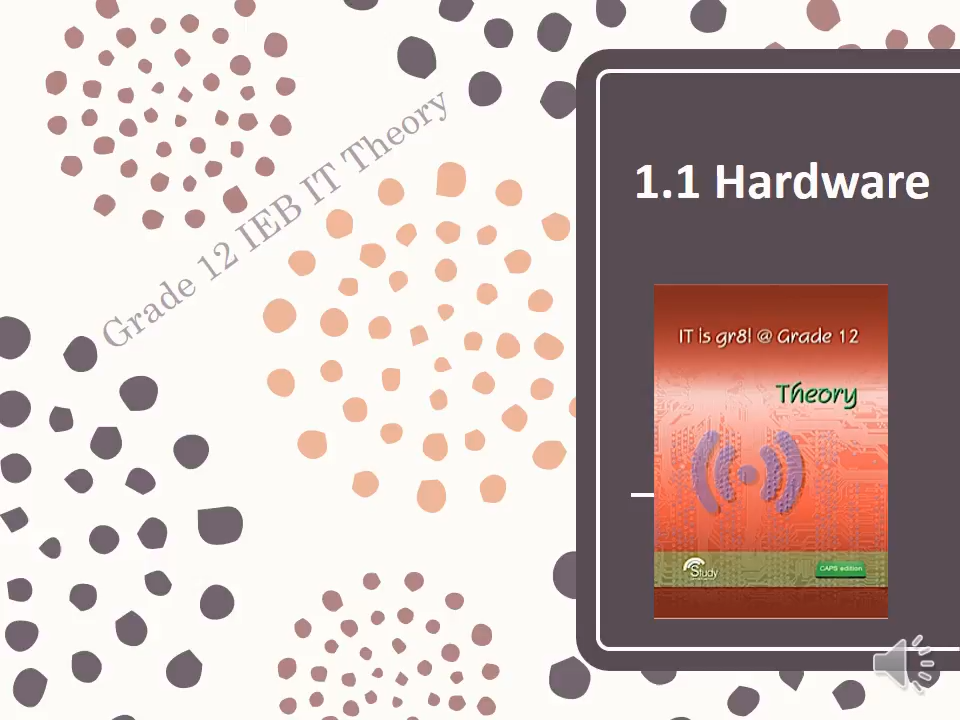 Grade 12 IEB IT Theory
1.1 Hardware
IT is gr8! @ Grade 12
Theory
Study
CAPS edition